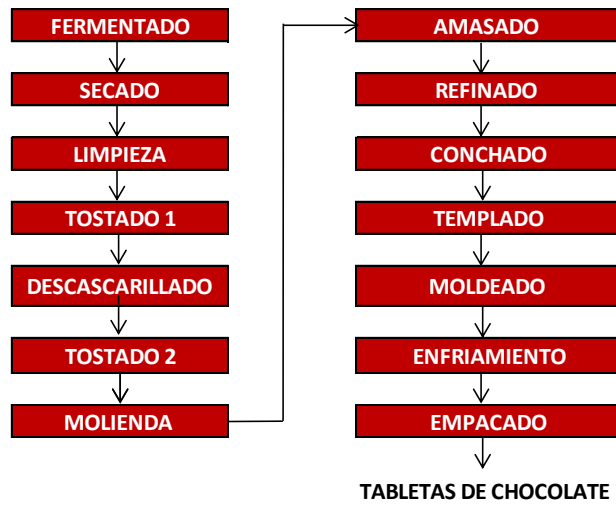 FERMENTADO
SECADO
LIMPIEZA
TOSTADO 1
DESCASCARILLADO
TOSTADO 2
MOLIENDA
AMASADO
REFINADO
CONCHADO
TEMPLADO
MOLDEADO
ENFRIAMIENTO
EMPACADO
TABLETAS DE CHOCOLATE